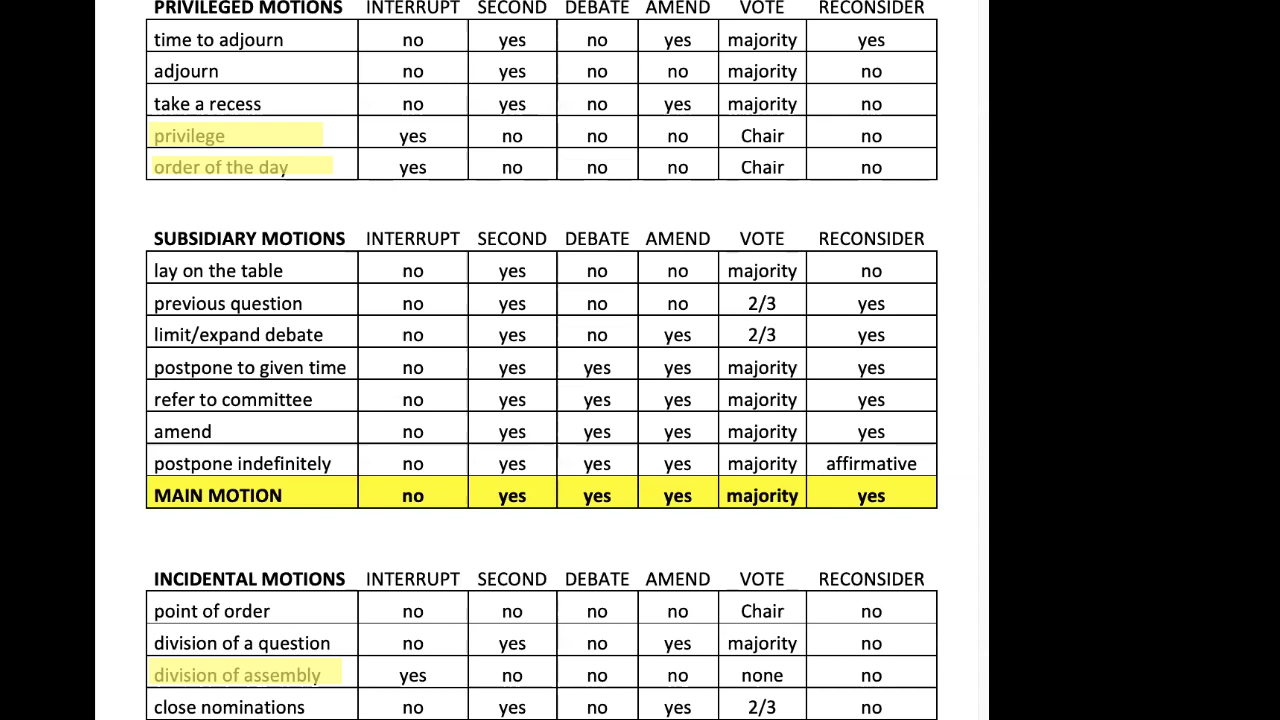 PRIVILEGED MOTIONS INTERRUPT SECOND DEBATE AMEND VOTE RECONSIDER
time to adjourn no yes no yes majority yes
adjourn no yes no no majority no
take a recess no yes no yes majority no
privilege yes no no no Chair no
order of the day yes no no no Chair no
SUBSIDIARY MOTIONS INTERRUPT SECOND DEBATE AMEND VOTE RECONSIDER
lay on the table no yes no no majority no
previous question no yes no no 2/3 yes
limit/expand debate no yes no yes 2/3 yes
postpone to given time no yes yes yes majority yes
refer to committee no yes yes yes majority yes
amend no yes yes yes majority yes
postpone indefinitely no yes yes yes majority affirmative
MAIN MOTION no yes yes yes majority yes
INCIDENTAL MOTIONS INTERRUPT SECOND DEBATE AMEND VOTE RECONSIDER
point of order no no no no Chair no
division of a question no yes no yes majority no
division of assembly yes no no no none no
close nominations no yes no yes 2/3 no